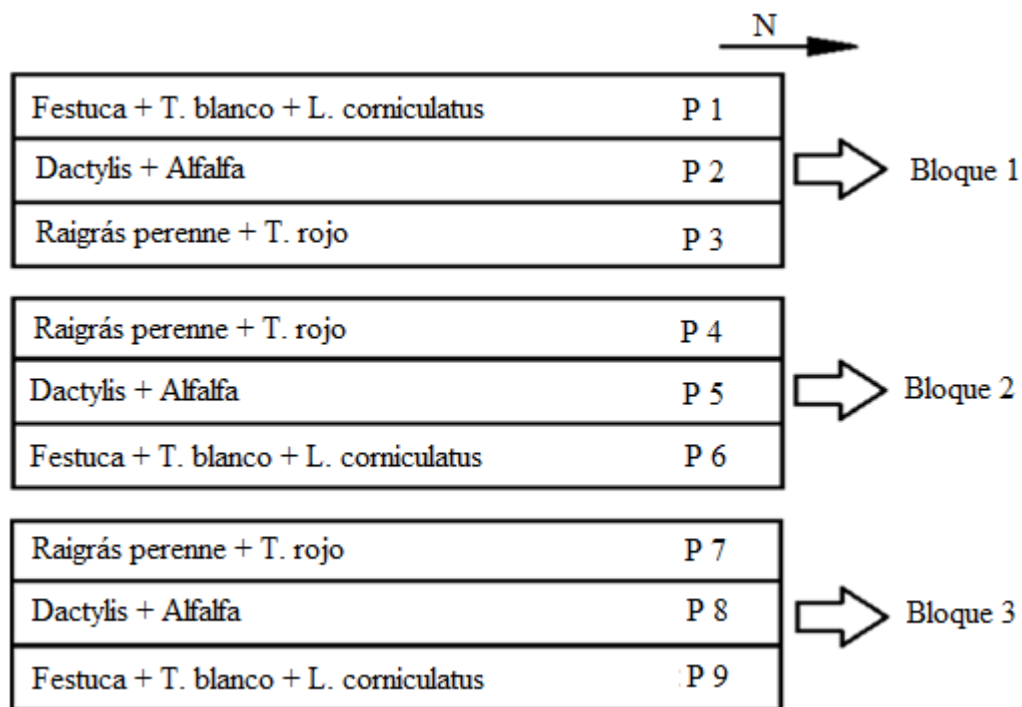 N
Festuca + T. blanco + L. corniculatus P 1
Dactylis + Alfalfa P 2
Raigrás perenne + T. rojo P 3
Bloque 1
Raigrás perenne + T. rojo P 4
Dactylis + Alfalfa P 5
Festuca + T. blanco + L. corniculatus P 6
Bloque 2
Raigrás perenne + T. rojo P 7
Dactylis + Alfalfa P 8
Festuca + T. blanco + L. corniculatus P 9
Bloque 3